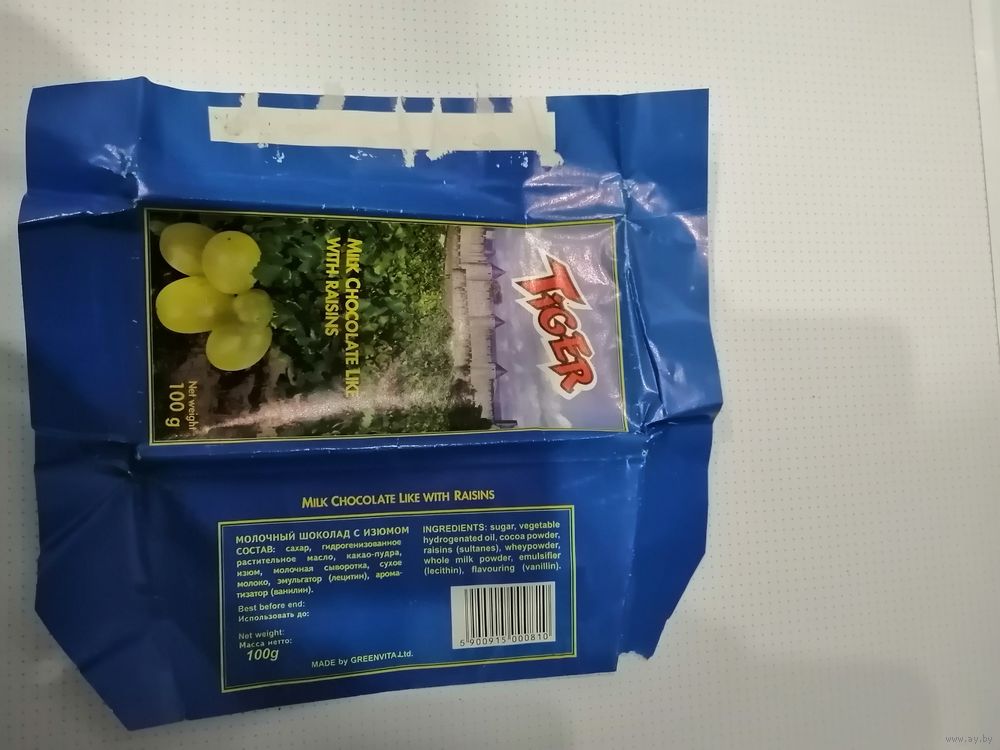 TiGER
MILK CHOCOLATE LIKE
WITH RAISINS
Net weight
100 g
MILK CHOCOLATE LIKE WITH RAISINS
МОЛОЧНЫЙ ШОКОЛАД С ИЗЮМОМ
СОСТАВ: сахар, гидрогенизованное
растительное масло, какао-пудра,
изюм, молочная сыворотка, сухое
молоко, эмульгатор (лецитин), арома-
тизатор (ванилин).
Best before end:
Использовать до:
Net weight:
Масса нетто:
100g
INGREDIENTS: sugar, vegetable
hydrogenated oil, cocoa powder,
raisins (sultanes), wheypowder,
whole milk powder, emulsifier
(lecithin), flavouring (vanillin).
5 900915 000810
MADE by GREENVITA Ltd.
www.ay.by